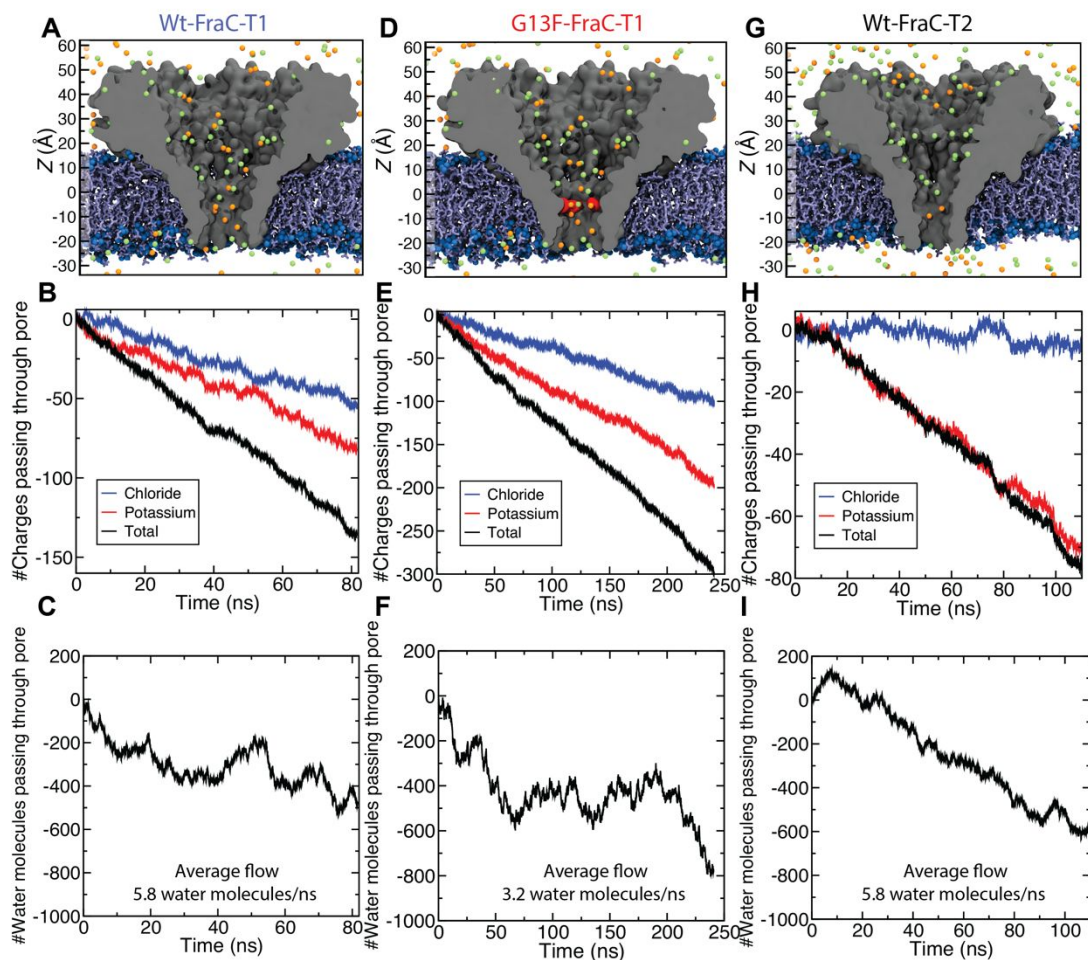 Wt-FraC-T1
G13F-FraC-T1
Wt-FraC-T2
A
D
G
Z (Å)
60
50
40
30
20
10
0
-10
-20
-30
Z (Å)
60
50
40
30
20
10
0
-10
-20
-30
Z (Å)
60
50
40
30
20
10
0
-10
-20
-30
B
#Charges passing through pore
0
-50
-100
-150
Chloride
Potassium
Total
0 20 40 60 80
Time (ns)
E
#Charges passing through pore
0
-50
-100
-150
-200
-250
-300
Chloride
Potassium
Total
0 50 100 150 200 250
Time (ns)
H
#Charges passing through pore
0
-20
-40
-60
-80
Chloride
Potassium
Total
0 20 40 60 80 100
Time (ns)
C
#Water molecules passing through pore
200
0
-200
-400
-600
-800
-1000
Average flow
5.8 water molecules/ns
0 20 40 60 80
Time (ns)
F
#Water molecules passing through pore
200
0
-200
-400
-600
-800
-1000
Average flow
3.2 water molecules/ns
0 50 100 150 200 250
Time (ns)
I
#Water molecules passing through pore
200
0
-200
-400
-600
-800
-1000
Average flow
5.8 water molecules/ns
0 20 40 60 80 100
Time (ns)